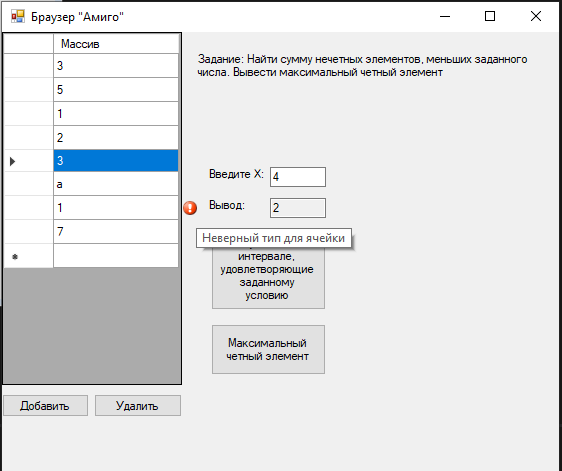 Браузер "Амиго"
Массив
3
5
1
2
3
а
1
7
Задание: Найти сумму нечетных элементов, меньших заданного
числа. Вывести максимальный четный элемент
Введите X:
4
Вывод:
2
Неверный тип для ячейки
интервале,
удовлетворяющие
заданному
условию
Максимальный
четный элемент
Добавить
Удалить